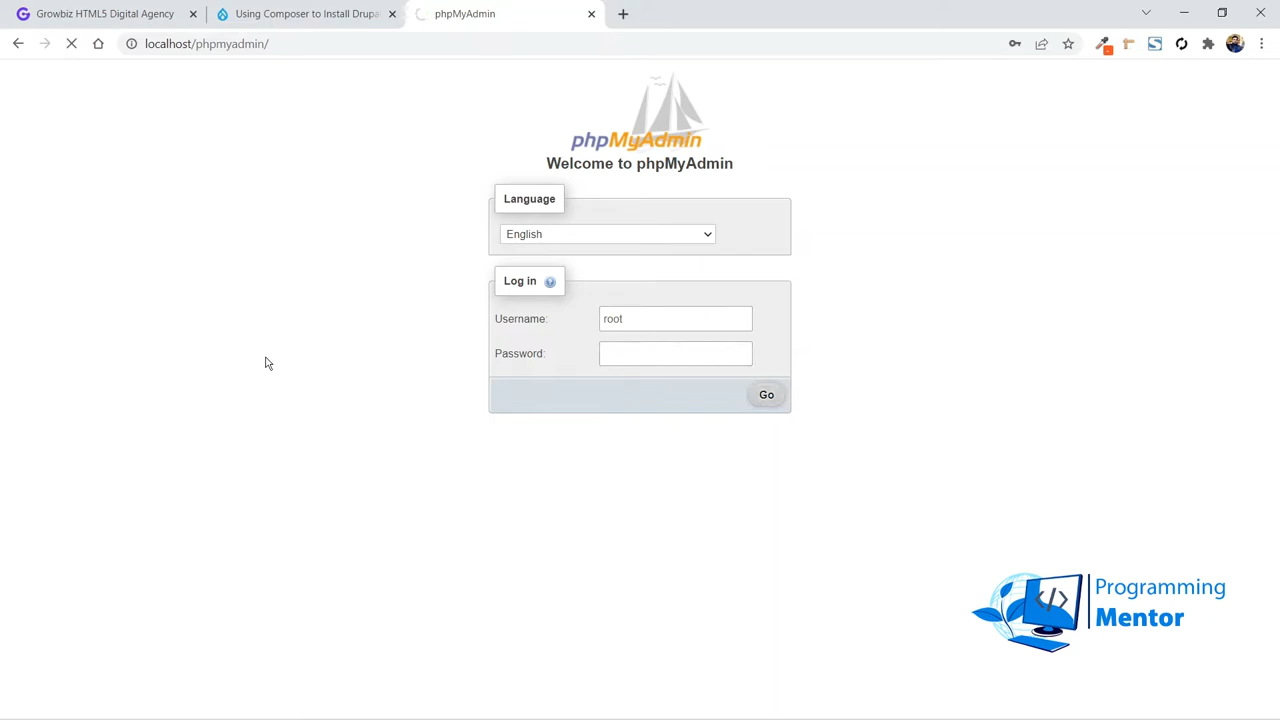 Growbiz HTML5 Digital Agency
Using Composer to Install Drupa
phpMyAdmin
localhost/phpmyadmin/
phpMyAdmin
Welcome to phpMyAdmin
Language
English
Log in
Username:
root
Password:
Go
</>
Programming
Mentor